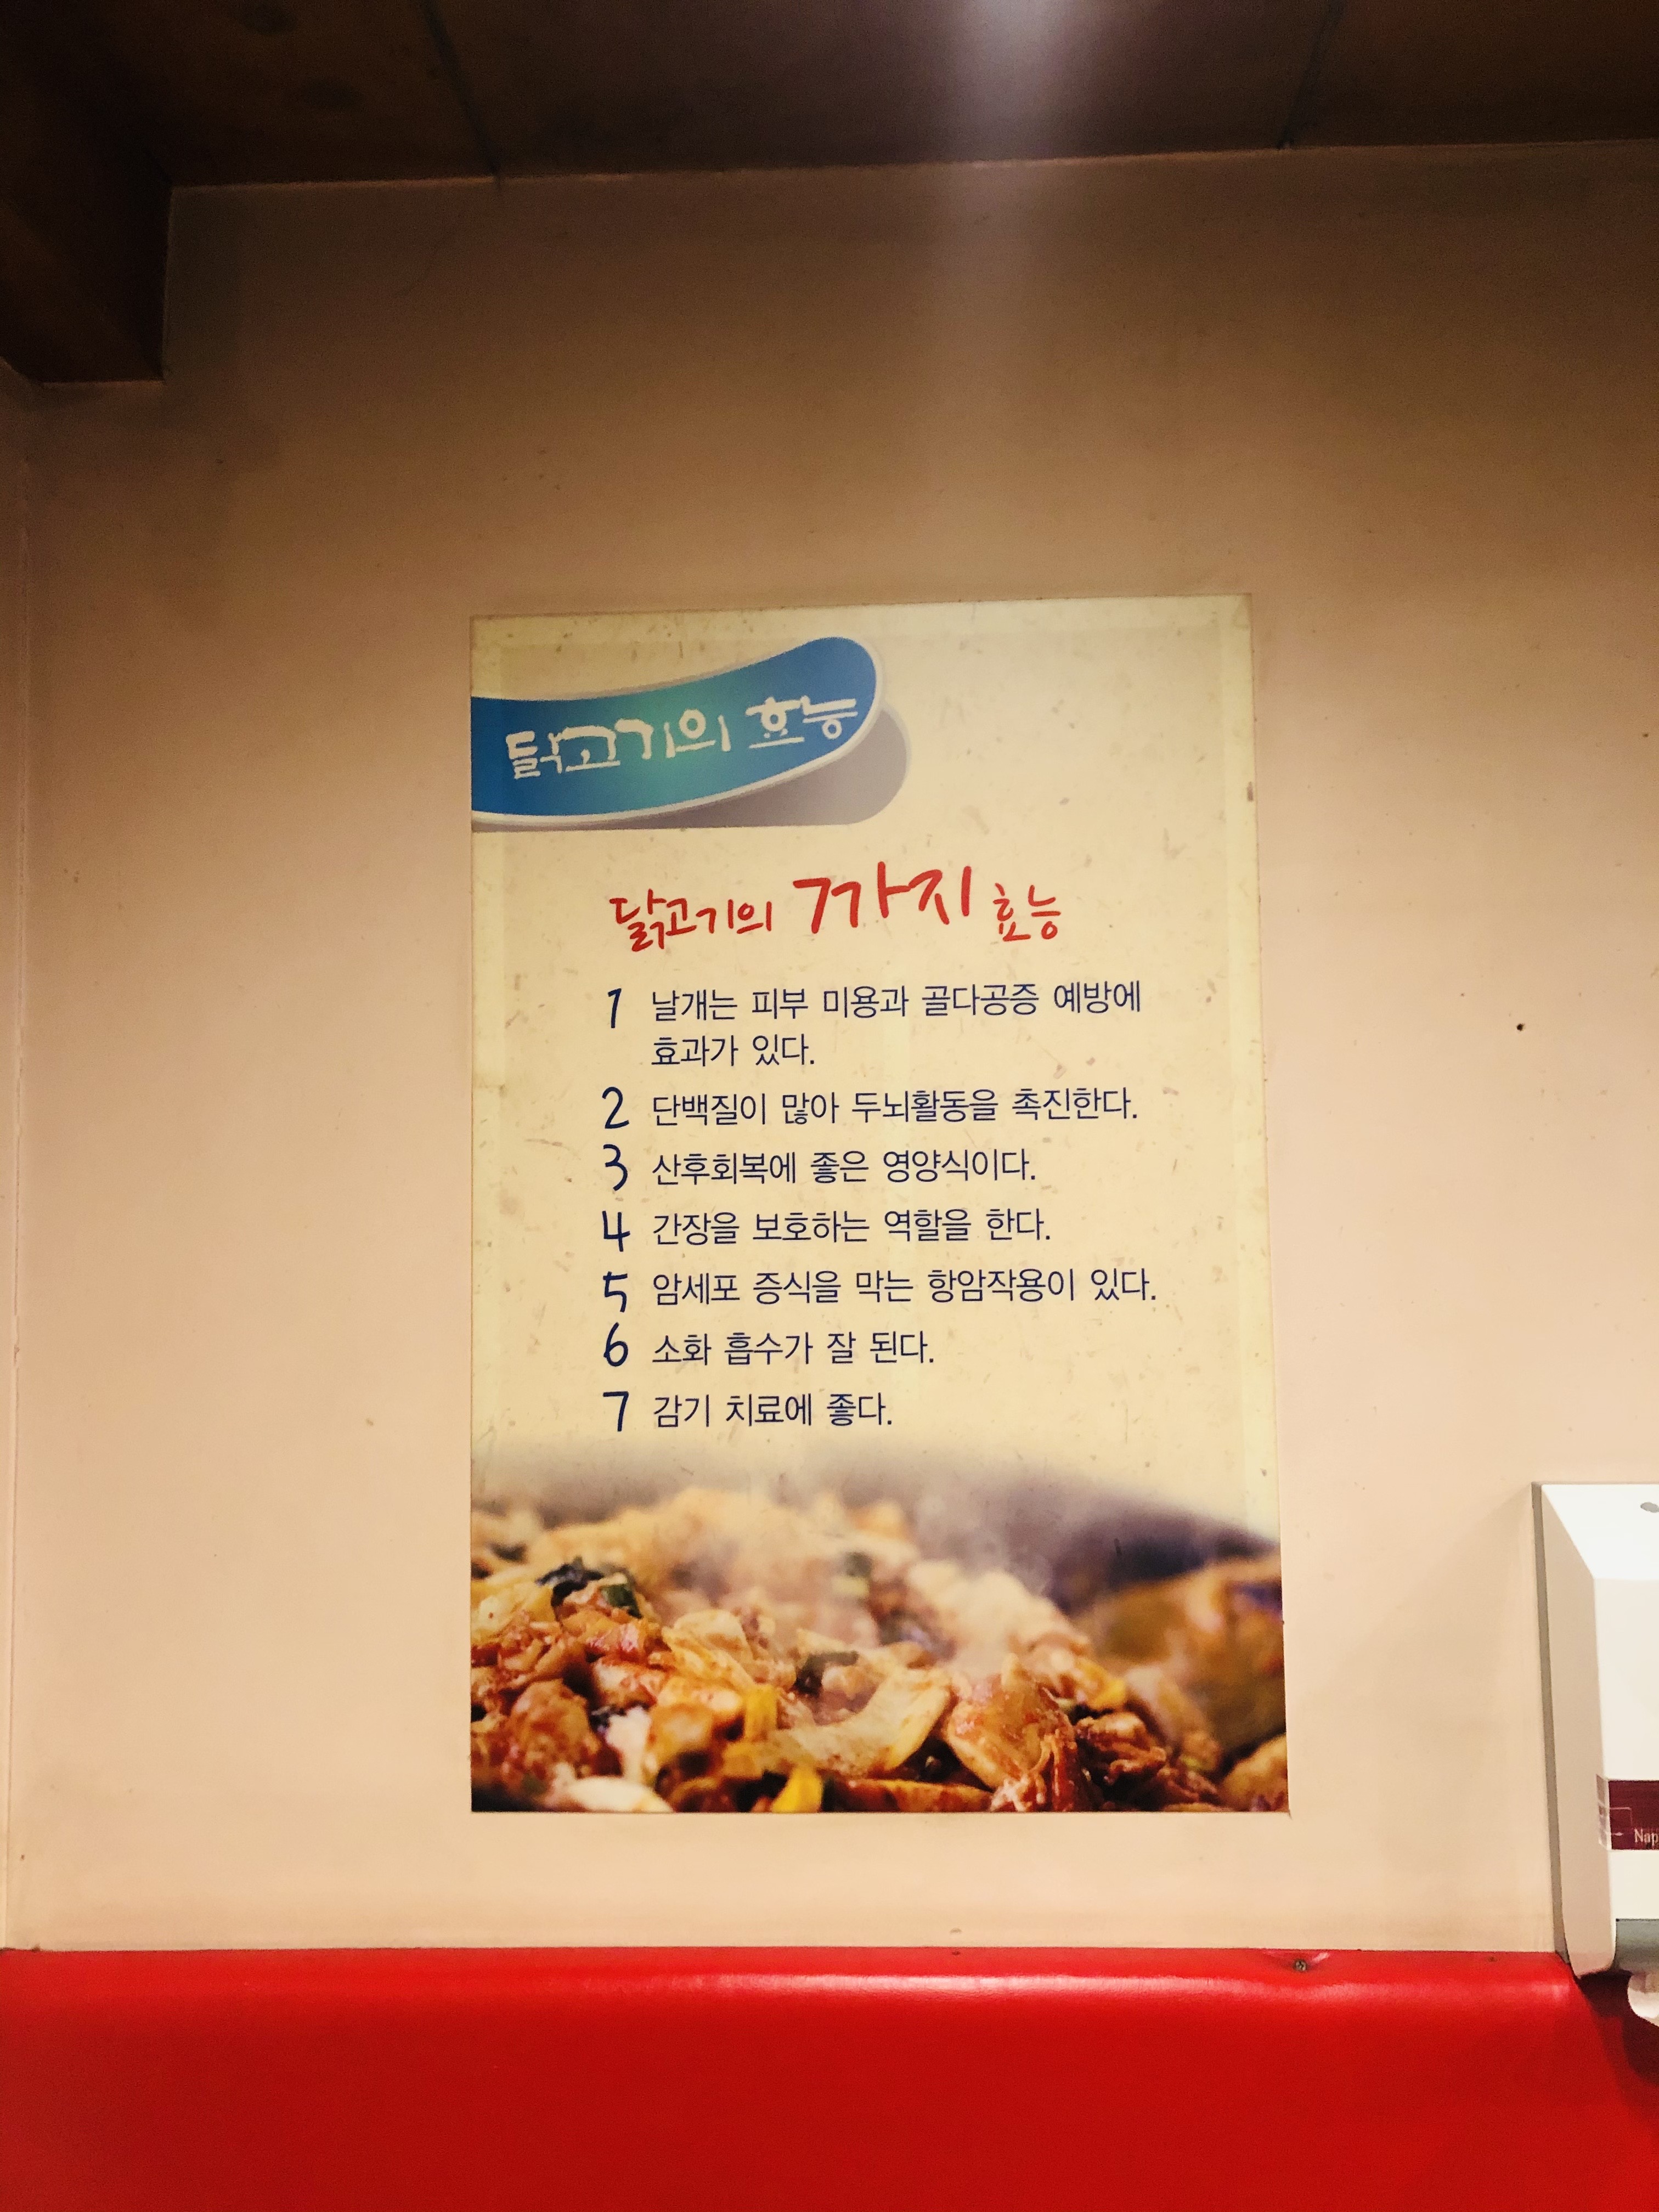 닭고기의 효능
닭고기의 7가지 효능
1 날개는 피부 미용과 골다공증 예방에
효과가 있다.
2 단백질이 많아 두뇌활동을 촉진한다.
3 산후회복에 좋은 영양식이다.
4 간장을 보호하는 역할을 한다.
5 암세포 증식을 막는 항암작용이 있다.
6 소화 흡수가 잘 된다.
7 감기 치료에 좋다.
Nap